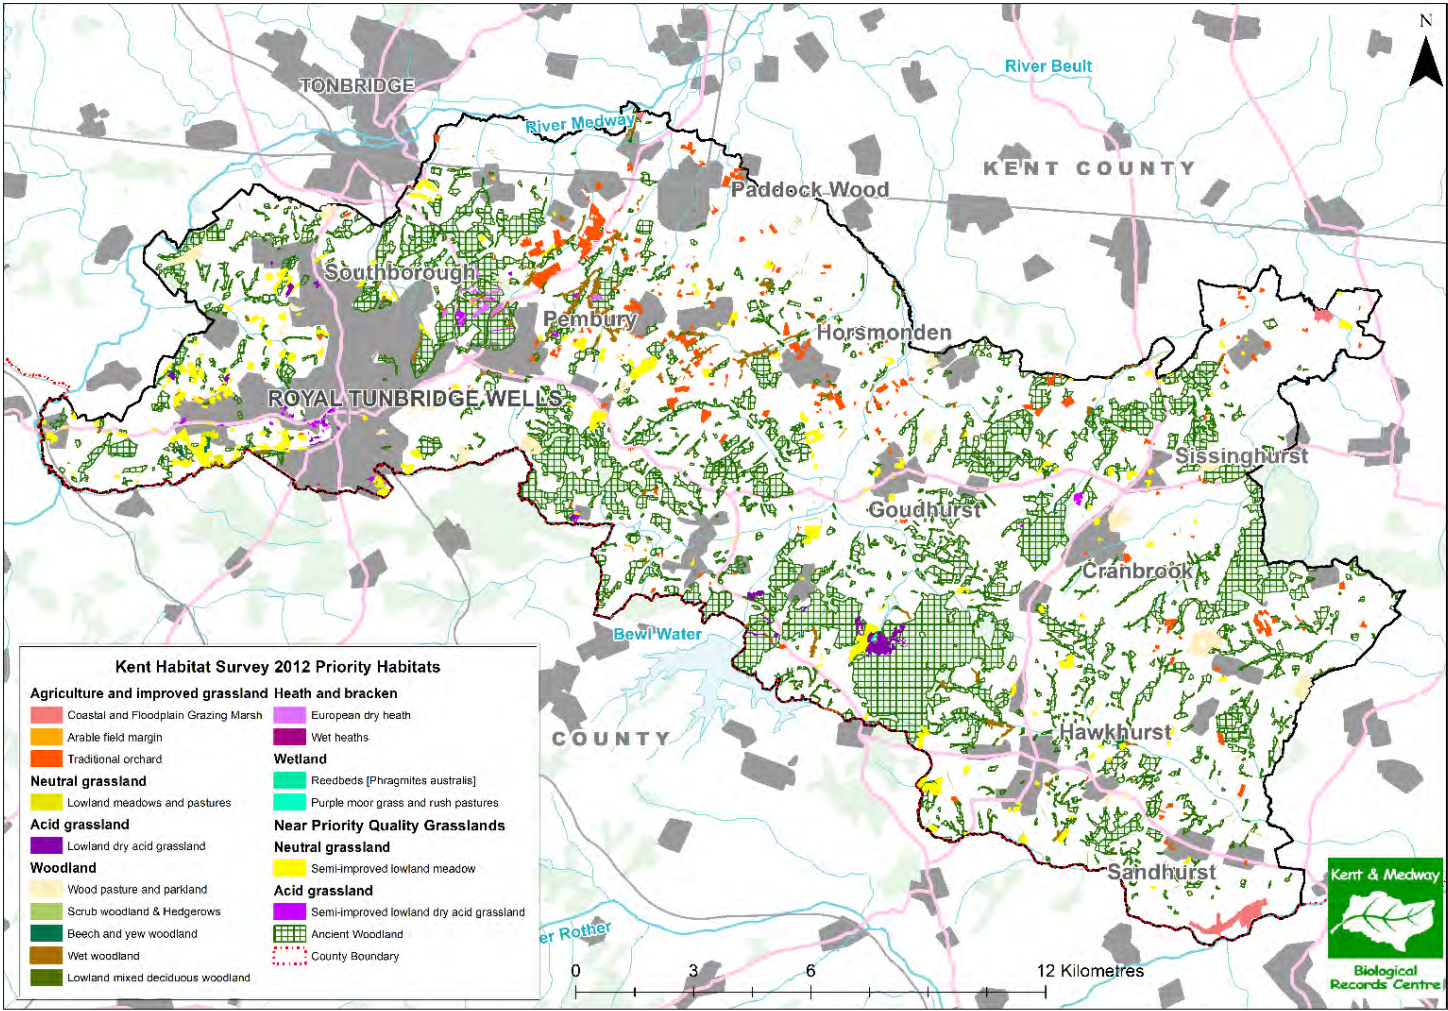 N
River Beult
TONBRIDGE
River Medway
KENT COUNTY
Paddock Wood
Southborough
Pembury
Horsmonden
ROYAL TUNBRIDGE WELLS
Sissinghurst
Goudhurst
Cranbrook
Bewl Water
COUNTY
Hawkhurst
Sandhurst
er Rother
Kent Habitat Survey 2012 Priority Habitats
Agriculture and improved grassland
Coastal and Floodplain Grazing Marsh
Arable field margin
Traditional orchard
Neutral grassland
Lowland meadows and pastures
Acid grassland
Lowland dry acid grassland
Woodland
Wood pasture and parkland
Scrub woodland & Hedgerows
Beech and yew woodland
Wet woodland
Lowland mixed deciduous woodland
Heath and bracken
European dry heath
Wet heaths
Wetland
Reedbeds [Phragmites australis]
Purple moor grass and rush pastures
Near Priority Quality Grasslands
Neutral grassland
Semi-improved lowland meadow
Acid grassland
Semi-improved lowland dry acid grassland
Ancient Woodland
County Boundary
0 3 6 12 Kilometres
Kent & Medway
Biological
Records Centre